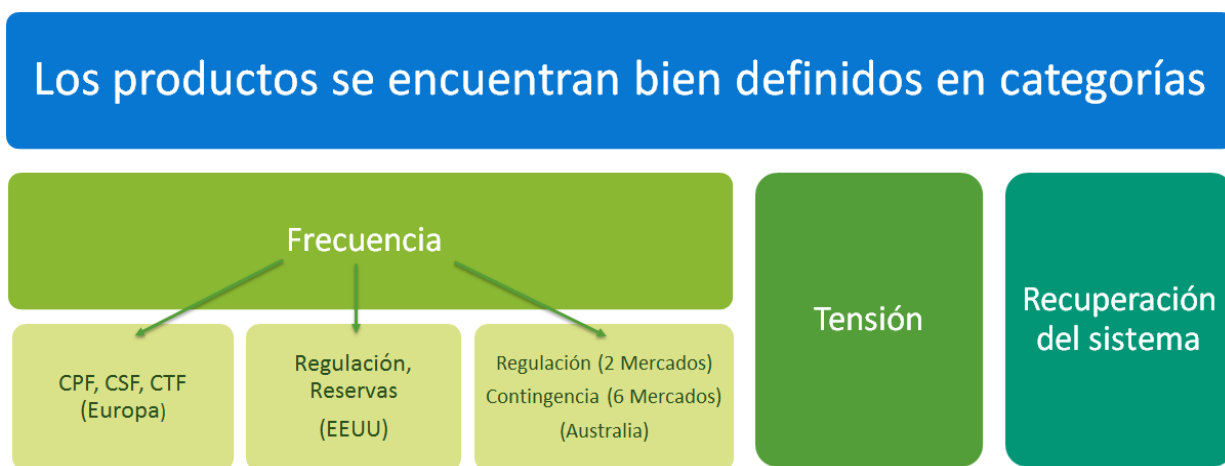 Los productos se encuentran bien definidos en categorías
Frecuencia
CPF, CSF, CTF
(Europa)
Regulación,
Reservas
(EEUU)
Regulación (2 Mercados)
Contingencia (6 Mercados)
(Australia)
Tensión
Recuperación
del sistema